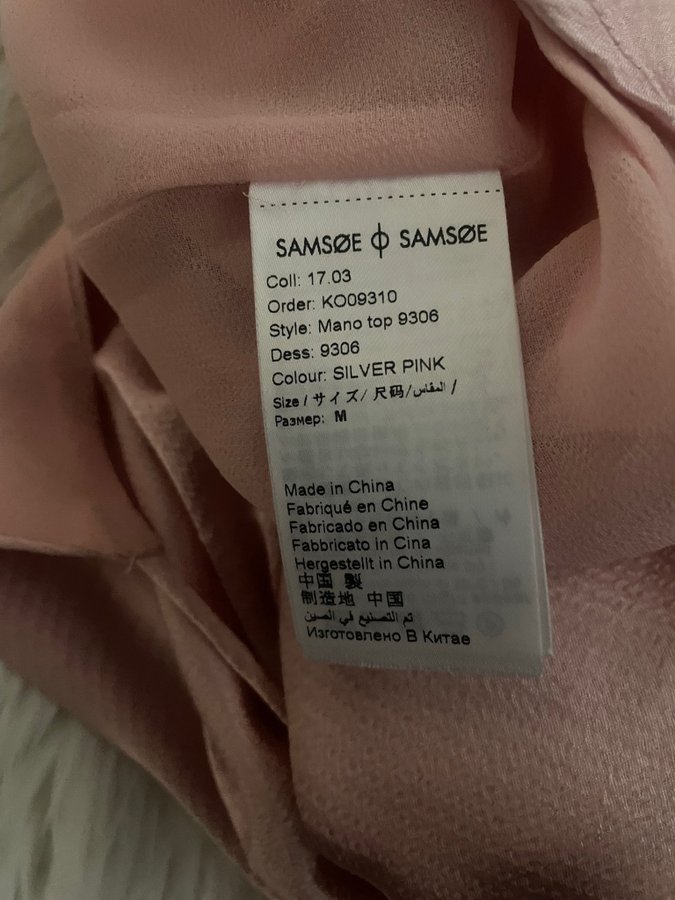 SAMSØE ϕ SAMSØE
Coll: 17.03
Order: KO09310
Style: Mano top 9306
Dess: 9306
Colour: SILVER PINK
Size / サイズ/ 尺码/المقاس /
Размер: M
Made in China
Fabriqué en Chine
Fabricado en China
Fabbricato in Cina
Hergestellt in China
中国 製
制造地 中国
تم التصنيع في الصين
Изготовлено В Китае